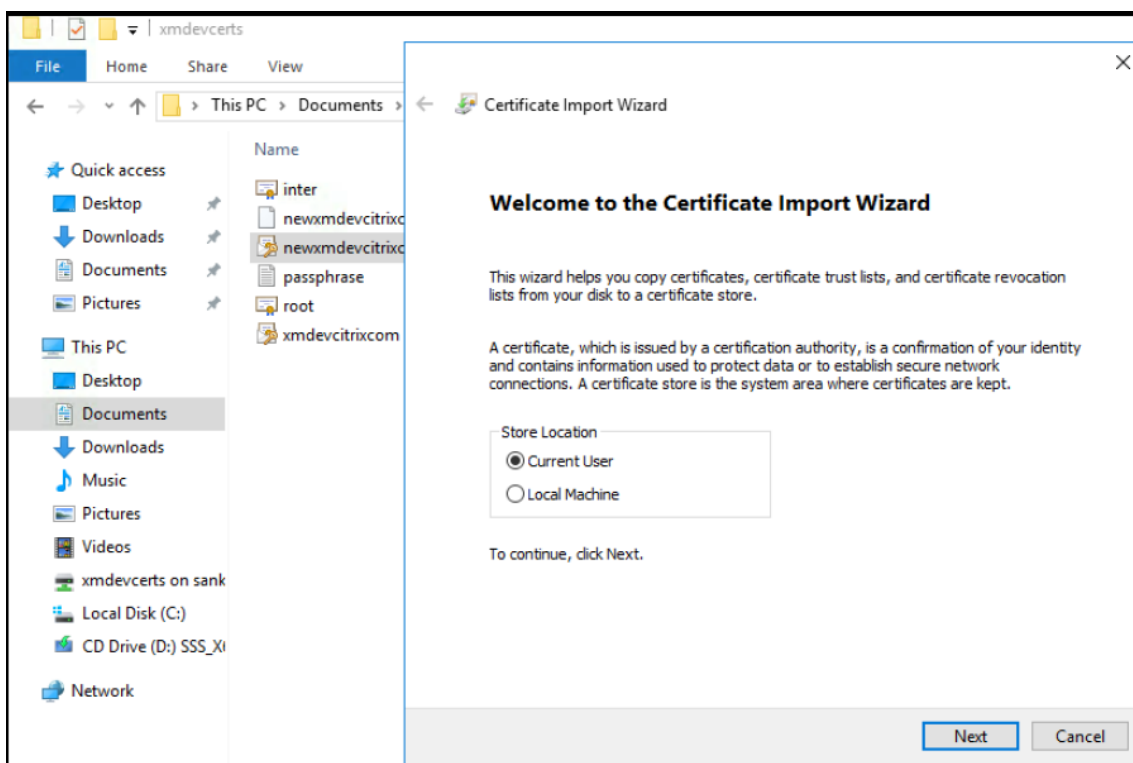 xmdevcerts
File Home Share View
This PC > Documents >
Quick access
Desktop
Downloads
Documents
Pictures
This PC
Desktop
Documents
Downloads
Music
Pictures
Videos
xmdevcerts on sank
Local Disk (C:)
CD Drive (D:) SSS_X
Network
Name
inter
newxmdevcitrixc
newxmdevcitrixc
passphrase
root
xmdevcitrixcom
Certificate Import Wizard
Welcome to the Certificate Import Wizard
This wizard helps you copy certificates, certificate trust lists, and certificate revocation
lists from your disk to a certificate store.
A certificate, which is issued by a certification authority, is a confirmation of your identity
and contains information used to protect data or to establish secure network
connections. A certificate store is the system area where certificates are kept.
Store Location
Current User
Local Machine
To continue, click Next.
Next Cancel